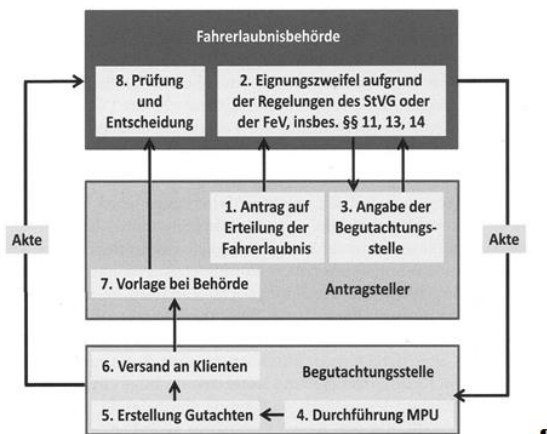 Fahrerlaubnisbehörde
8. Prüfung
und
Entscheidung
2. Eignungszweifel aufgrund
der Regelungen des StVG oder
der FeV, insbes. §§ 11, 13, 14
1. Antrag auf
Erteilung der
Fahrerlaubnis
3. Angabe der
Begutachtungs-
stelle
Akte
Akte
7. Vorlage bei Behörde
Antragsteller
6. Versand an Klienten
Begutachtungsstelle
5. Erstellung Gutachten
4. Durchführung MPU